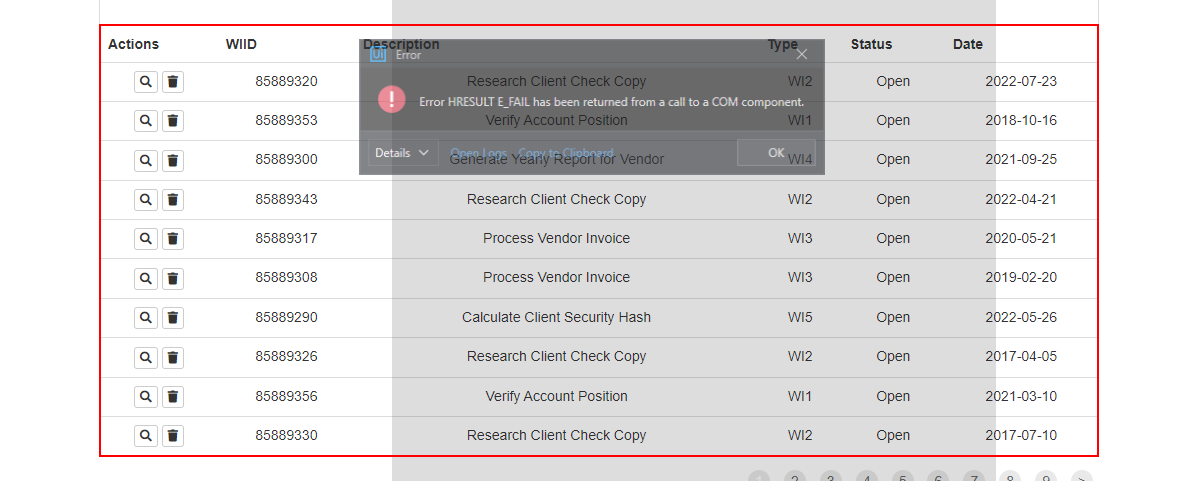 Actions WIID Description Type Status Date
Error
85889320 Research Client Check Copy WI2 Open 2022-07-23
Error HRESULT E_FAIL has been returned from a call to a COM component.
85889353 Verify Account Position WI1 Open 2018-10-16
Details Open Logs Copy to Clipboard OK
85889300 Generate Yearly Report for Vendor WI4 Open 2021-09-25
85889343 Research Client Check Copy WI2 Open 2022-04-21
85889317 Process Vendor Invoice WI3 Open 2020-05-21
85889308 Process Vendor Invoice WI3 Open 2019-02-20
85889290 Calculate Client Security Hash WI5 Open 2022-05-26
85889326 Research Client Check Copy WI2 Open 2017-04-05
85889356 Verify Account Position WI1 Open 2021-03-10
85889330 Research Client Check Copy WI2 Open 2017-07-10
1 2 3 4 5 6 7 8 9 >